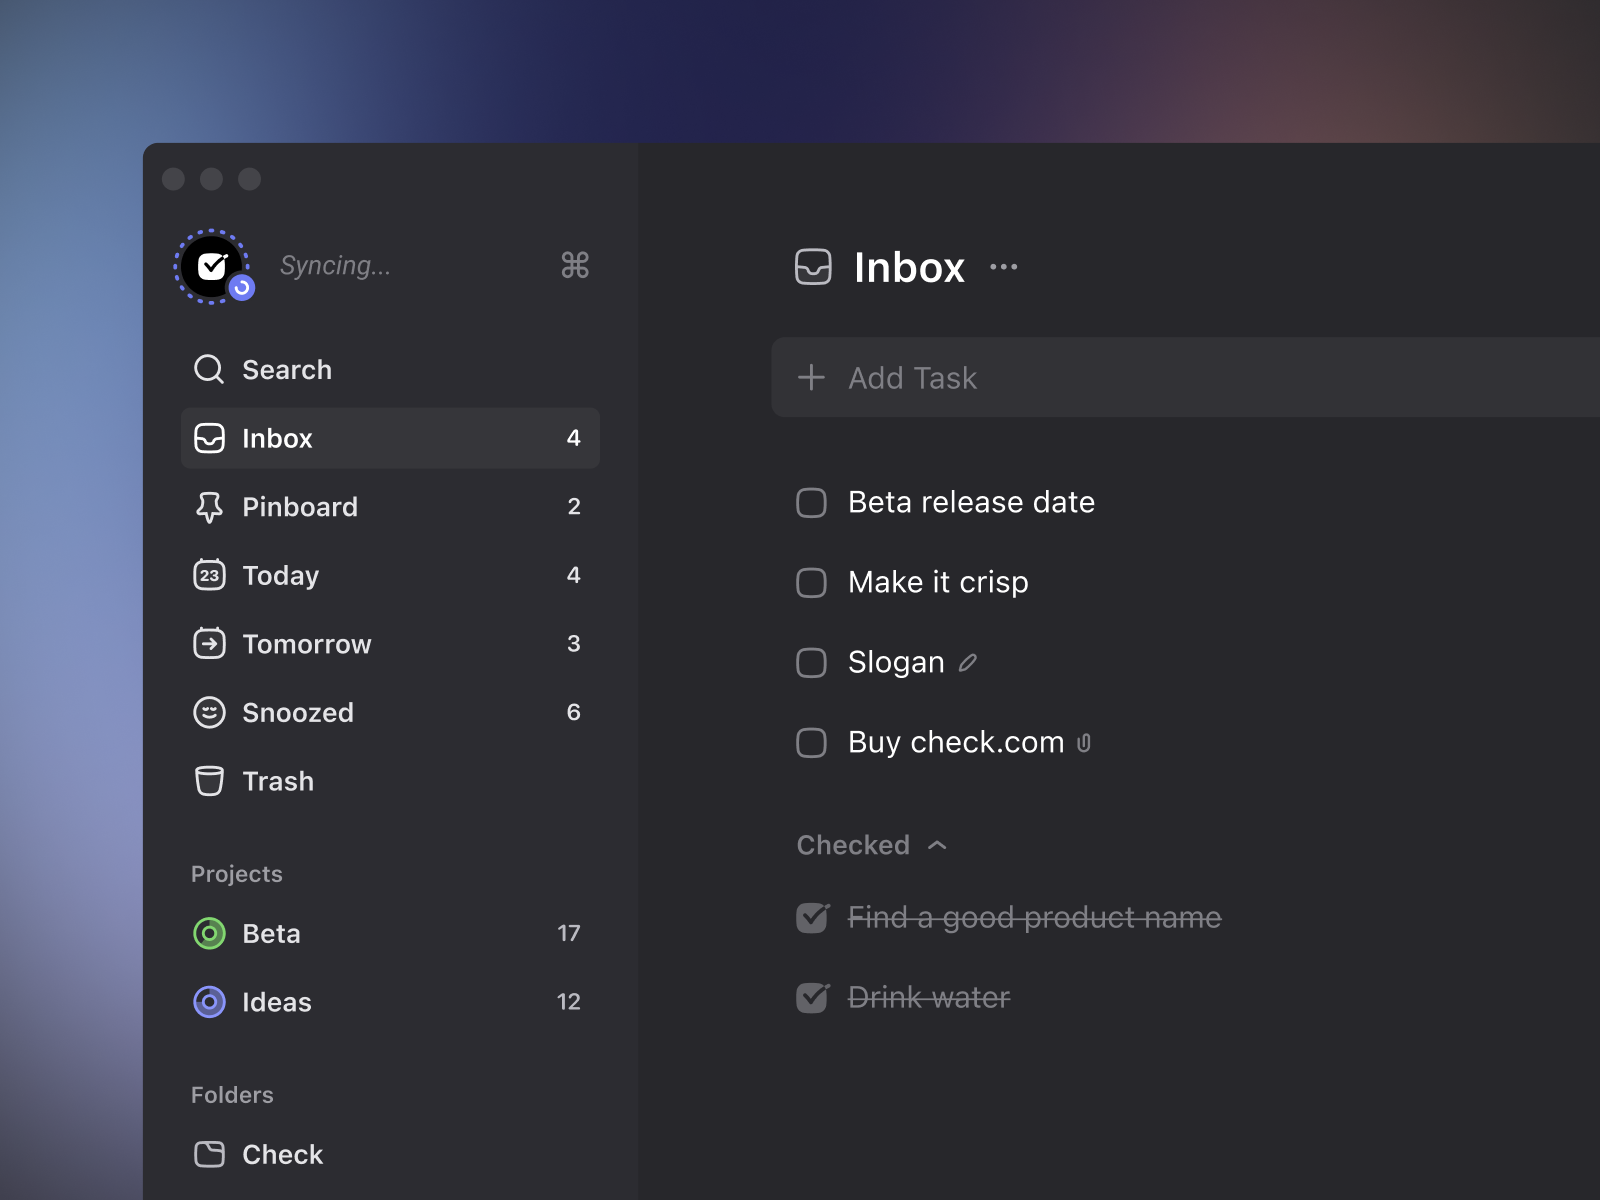 Syncing...
Search
Inbox 4
Pinboard 2
23 Today 4
Tomorrow 3
Snoozed 6
Trash
Projects
Beta 17
Ideas 12
Folders
Check
Inbox
Add Task
Beta release date
Make it crisp
Slogan
Buy check.com
Checked
Find a good product name
Drink water